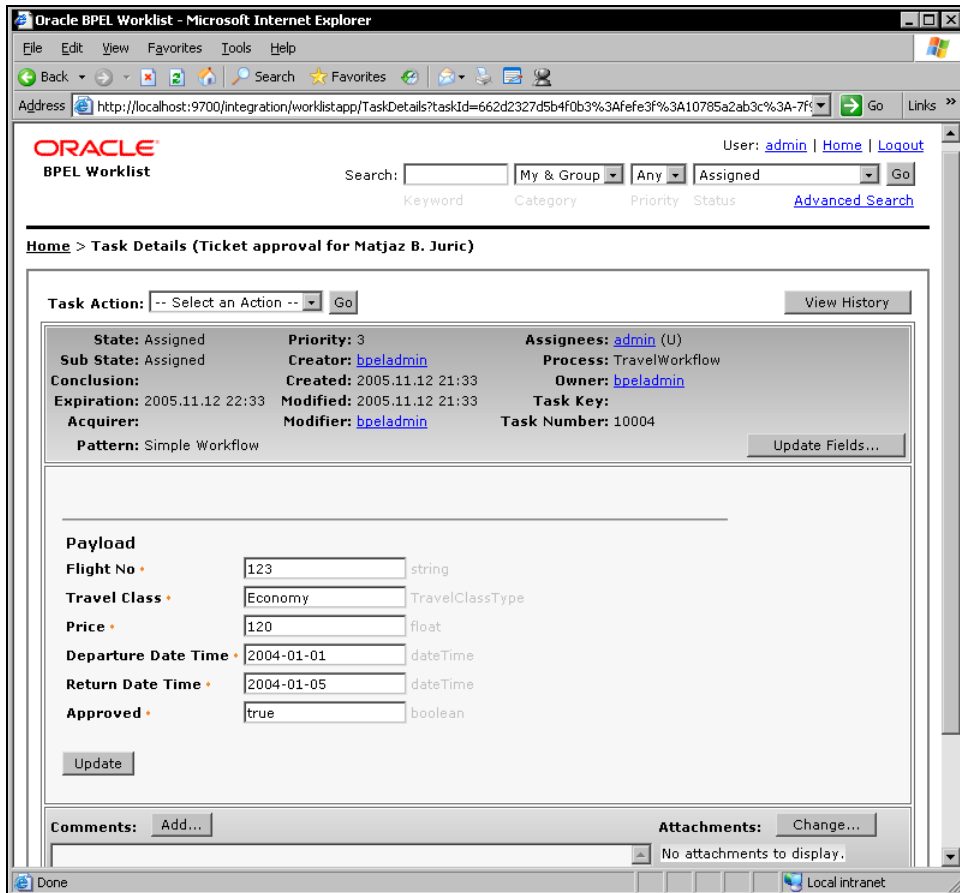 Oracle BPEL Worklist - Microsoft Internet Explorer
File Edit View Favorites Tools Help
Back Search Favorites
Address http://localhost:9700/integration/worklistapp/TaskDetails?taskId=662d2327d5b4f0b3%3Afefe3f%3A10785a2ab3c%3A-7f9 Go Links »
ORACLE
BPEL Worklist
User: admin | Home | Logout
Search: My & Group Any Assigned Go
Keyword Category Priority Status Advanced Search
Home > Task Details (Ticket approval for Matjaz B. Juric)
Task Action: -- Select an Action -- Go View History
State: Assigned Priority: 3 Assignees: admin (U)
Sub State: Assigned Creator: bpeladmin Process: TravelWorkflow
Conclusion: Created: 2005.11.12 21:33 Owner: bpeladmin
Expiration: 2005.11.12 22:33 Modified: 2005.11.12 21:33 Task Key:
Acquirer: Modifier: bpeladmin Task Number: 10004
Pattern: Simple Workflow Update Fields...
Payload
Flight No 123 string
Travel Class Economy TravelClassType
Price 120 float
Departure Date Time 2004-01-01 dateTime
Return Date Time 2004-01-05 dateTime
Approved true boolean
Update
Comments: Add... Attachments: Change...
No attachments to display.
Done Local intranet